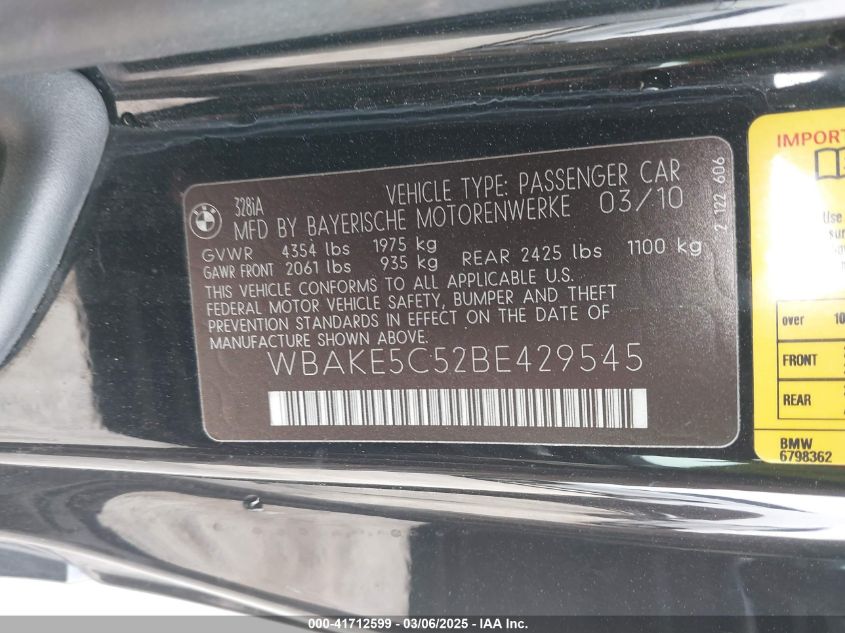 BMW
328iA
VEHICLE TYPE: PASSENGER CAR
MFD BY BAYERISCHE MOTORENWERKE 03/10
GVWR 4354 lbs 1975 kg
GAWR FRONT 2061 lbs 935 kg REAR 2425 lbs 1100 kg
THIS VEHICLE CONFORMS TO ALL APPLICABLE U.S.
FEDERAL MOTOR VEHICLE SAFETY, BUMPER AND THEFT
PREVENTION STANDARDS IN EFFECT ON THE DATE OF
MANUFACTURE SHOWN ABOVE.
WBAKE5C52BE429545
2 122 606
IMPORT
Use
over 10
FRONT
REAR
BMW
6798362
000-41712599 — 03/06/2025 — IAA Inc.